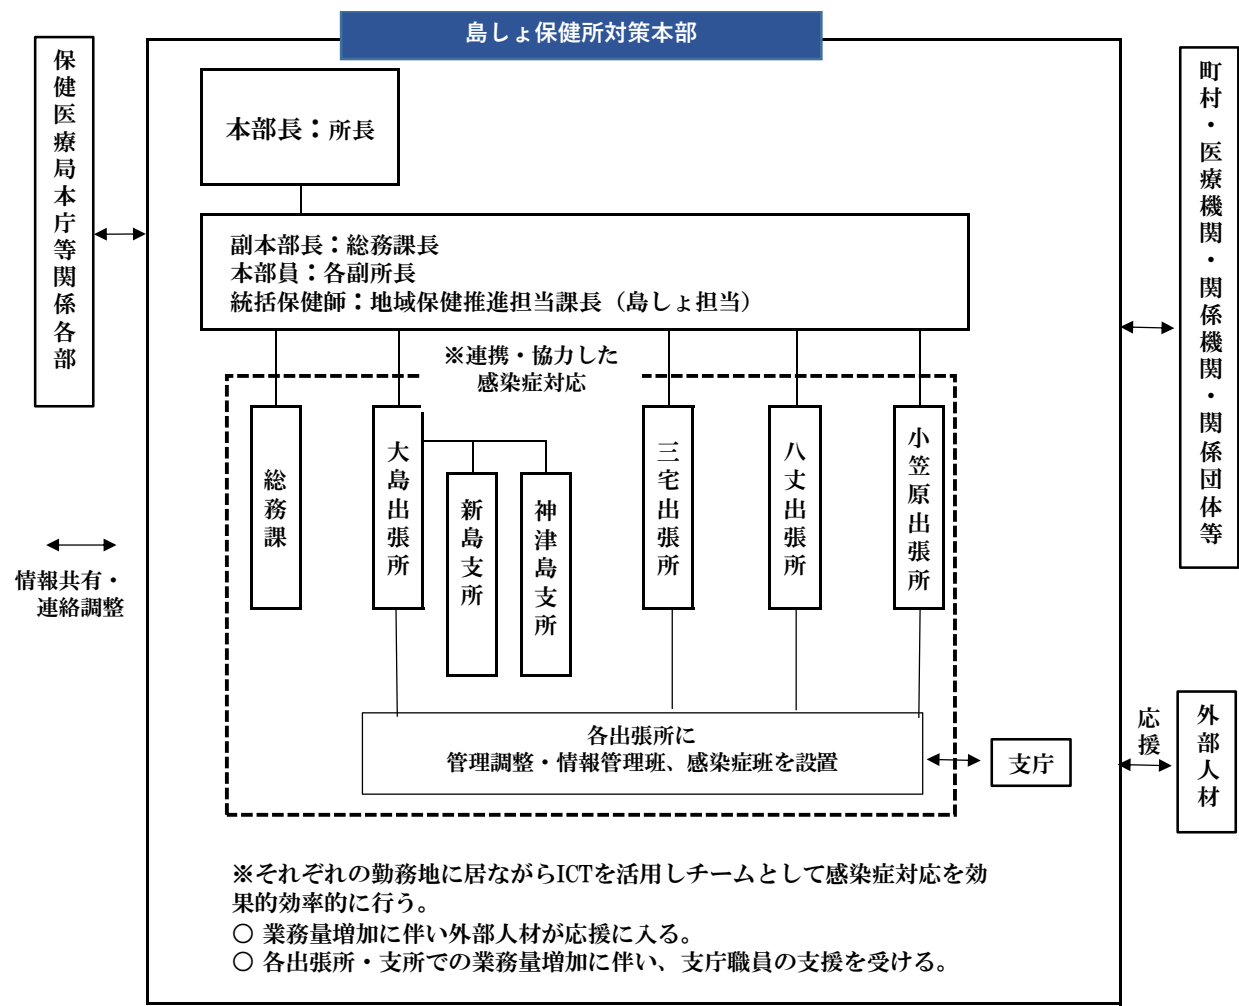 島しょ保健所対策本部
保健医療局本庁等関係各部
本部長：所長
町村・医療機関・関係機関・関係団体等
副本部長：総務課長
本部員：各副所長
統括保健師：地域保健推進担当課長（島しょ担当）
※連携・協力した
感染症対応
総務課
大島出張所
新島支所
神津島支所
三宅出張所
八丈出張所
小笠原出張所
情報共有・
連絡調整
各出張所に
管理調整・情報管理班、感染症班を設置
支庁
応援
外部人材
※それぞれの勤務地に居ながらICTを活用しチームとして感染症対応を効
果的効率的に行う。
〇 業務量増加に伴い外部人材が応援に入る。
〇 各出張所・支所での業務量増加に伴い、支庁職員の支援を受ける。